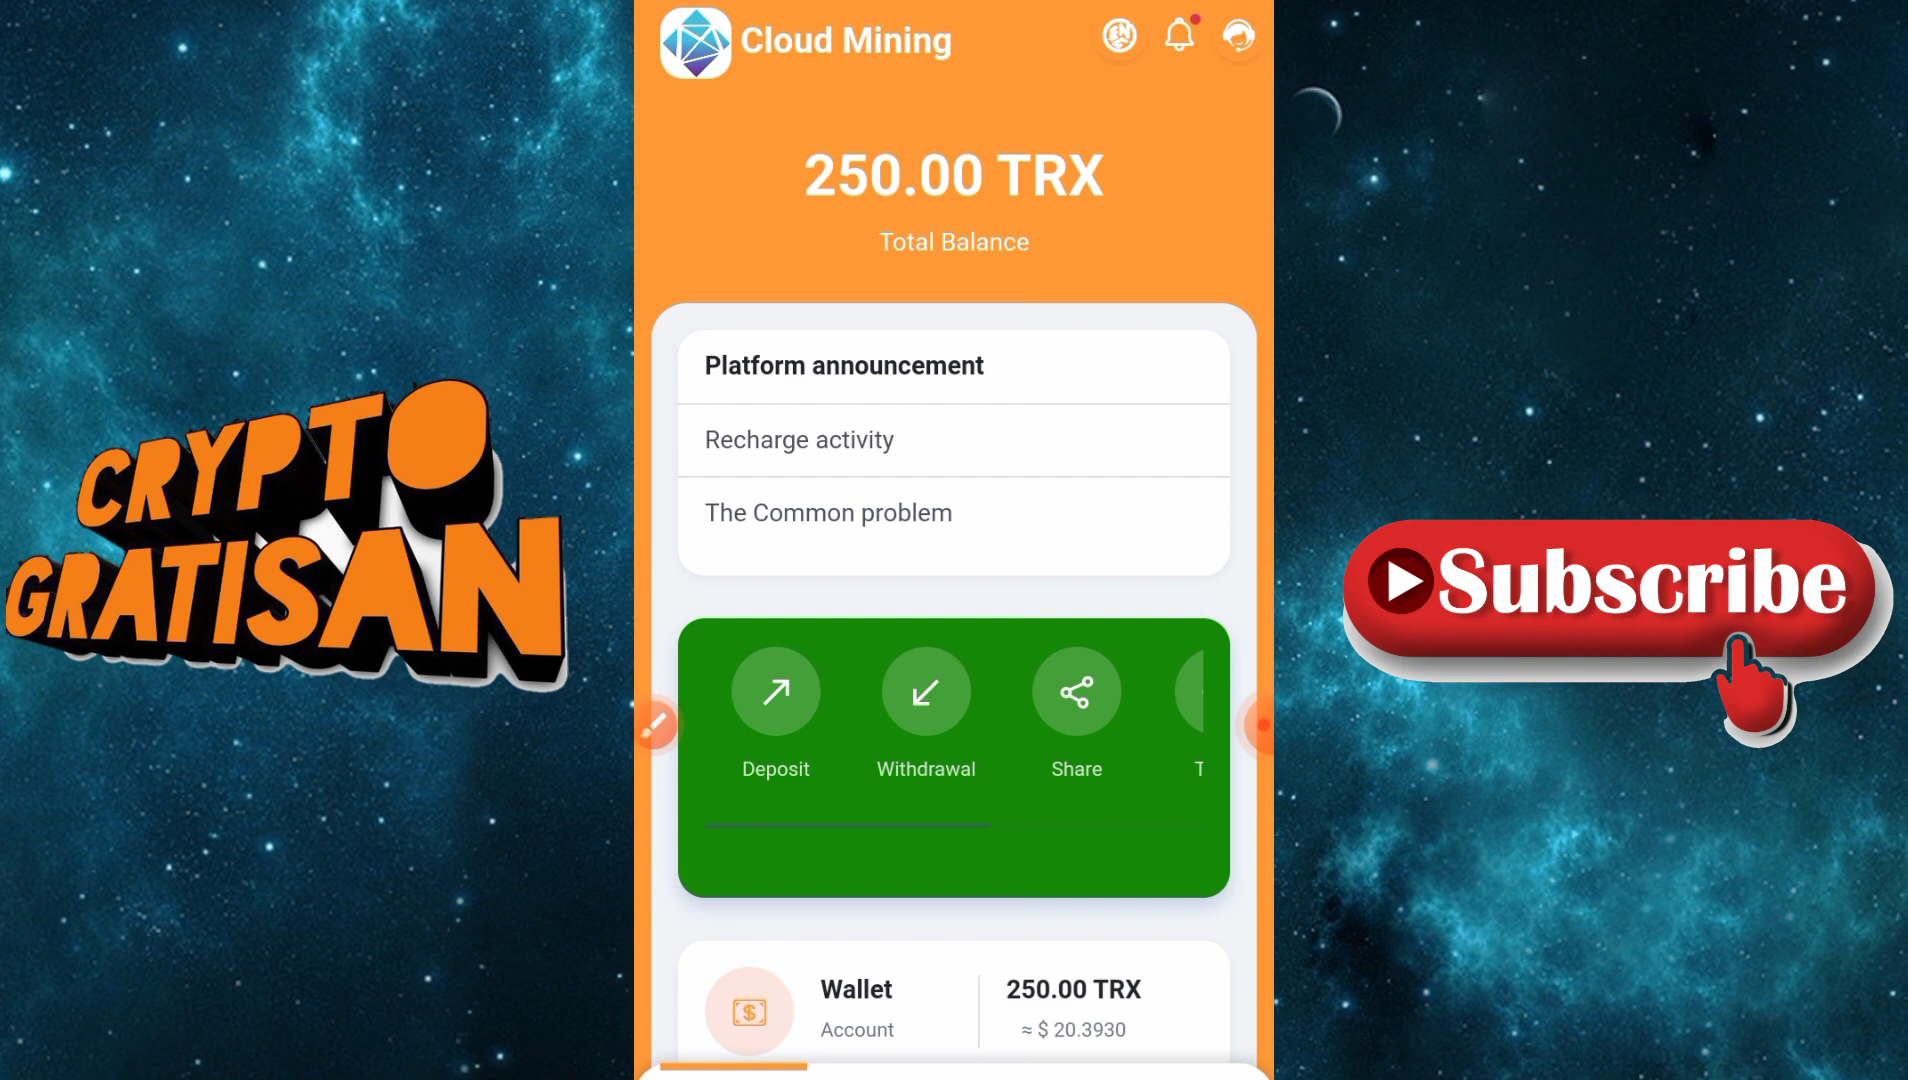 Cloud Mining
EN
250.00 TRX
Total Balance
Platform announcement
Recharge activity
The Common problem
CRYPTO
GRATISAN
Subscribe
Deposit
Withdrawal
Share
T
Wallet
250.00 TRX
Account
≈ $ 20.3930